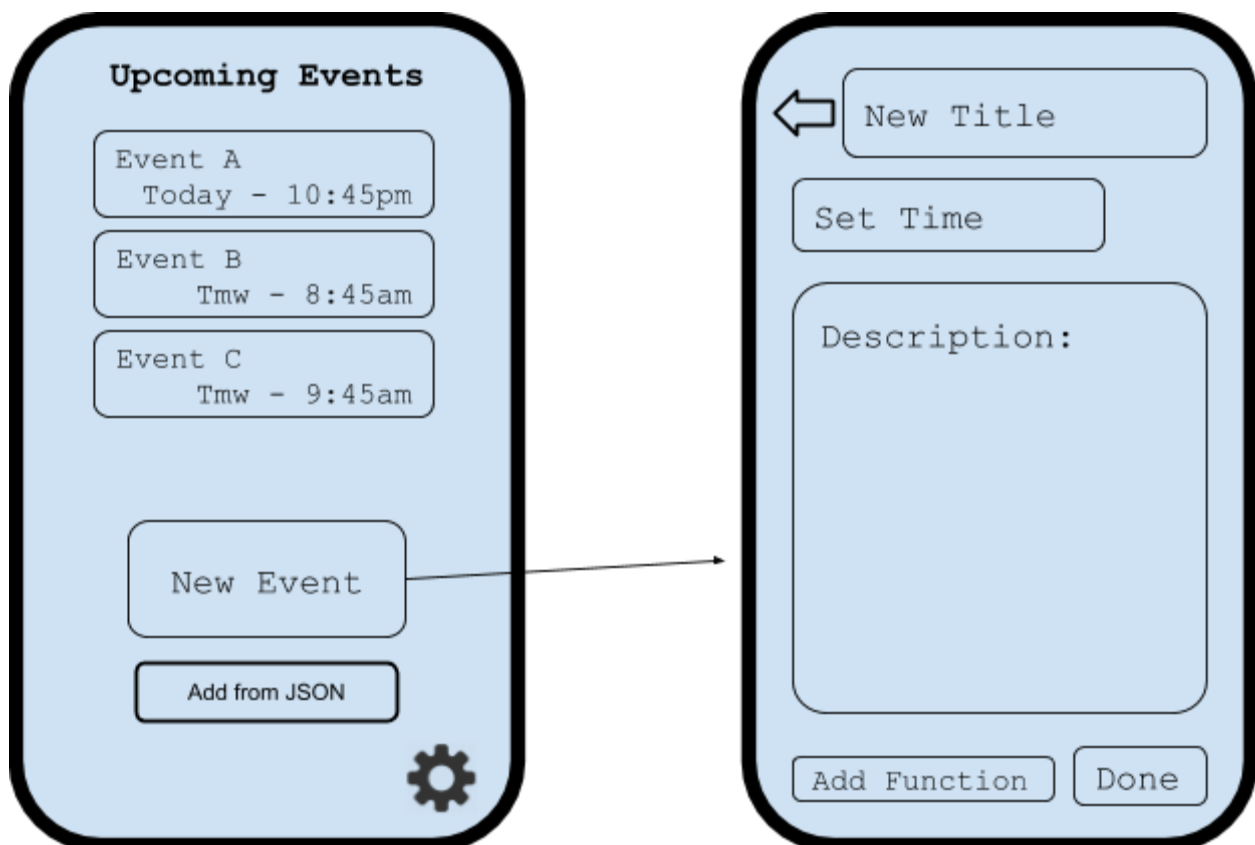 Upcoming Events
Event A
Today - 10:45pm
Event B
Tmw - 8:45am
Event C
Tmw - 9:45am
New Event
Add from JSON
New Title
Set Time
Description:
Add Function
Done